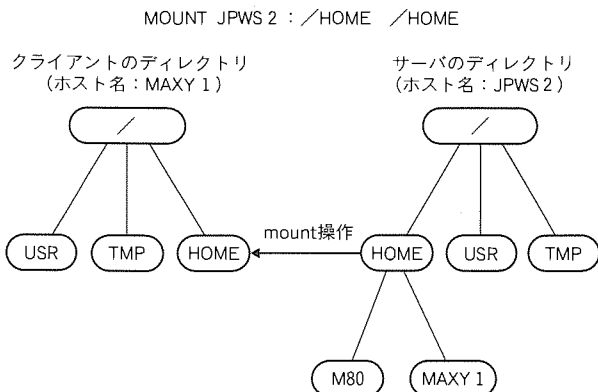 MOUNT JPWS 2 : ／HOME ／HOME
クライアントのディレクトリ
(ホスト名：MAXY 1)
サーバのディレクトリ
(ホスト名：JPWS 2)
／
／
USR
TMP
HOME
mount操作
HOME
USR
TMP
M80
MAXY 1